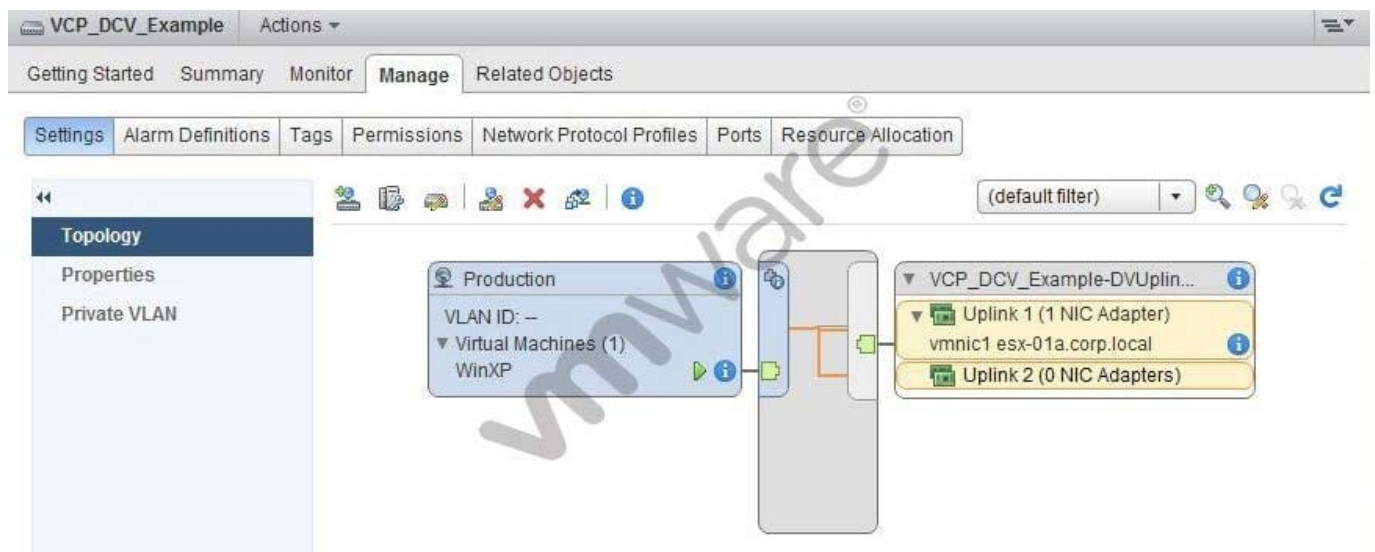 VCP_DCV_Example Actions
Getting Started Summary Monitor Manage Related Objects
Settings Alarm Definitions Tags Permissions Network Protocol Profiles Ports Resource Allocation
(default filter)
Topology
Properties
Private VLAN
Production
VLAN ID: --
Virtual Machines (1)
WinXP
VCP_DCV_Example-DVUplin...
Uplink 1 (1 NIC Adapter)
vmnic1 esx-01a.corp.local
Uplink 2 (0 NIC Adapters)
vmware®